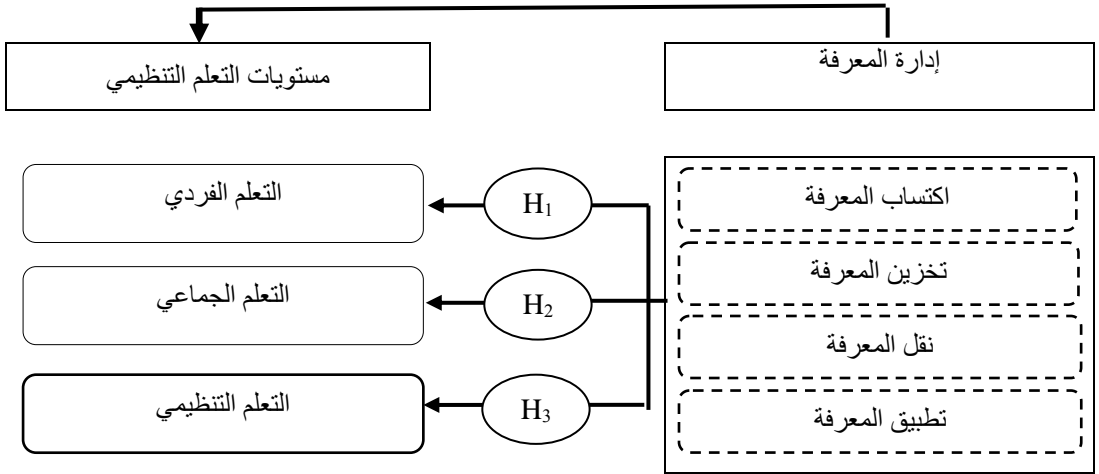 إدارة المعرفة
مستويات التعلم التنظيمي
اكتساب المعرفة
تخزين المعرفة
نقل المعرفة
تطبيق المعرفة
H₁
H₂
H₃
التعلم الفردي
التعلم الجماعي
التعلم التنظيمي